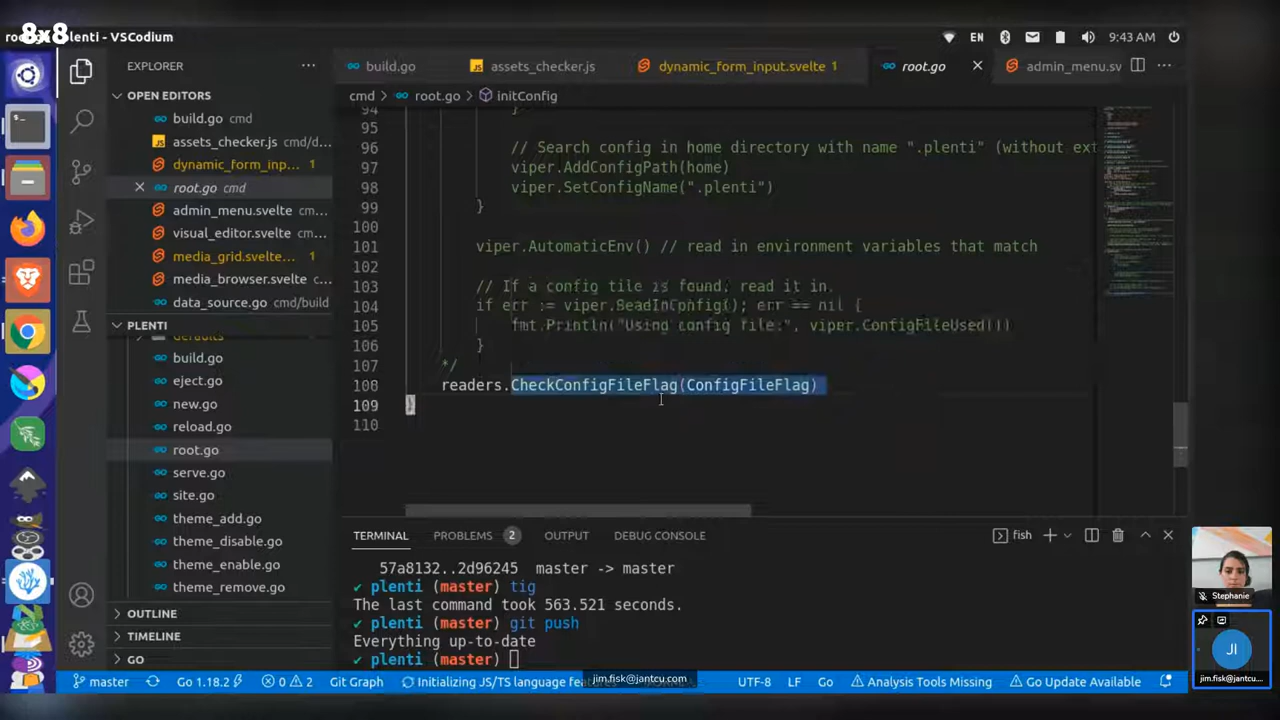 8x8
plenti - VSCodium
EN
9:43 AM
EXPLORER
OPEN EDITORS
build.go cmd
assets_checker.js cmd/d...
dynamic_form_inp... 1
root.go cmd
admin_menu.svelte cm...
visual_editor.svelte cm...
media_grid.svelte... 1
media_browser.svelte c...
data_source.go cmd/build
PLENTI
defaults
build.go
eject.go
new.go
reload.go
root.go
serve.go
site.go
theme_add.go
theme_disable.go
theme_enable.go
theme_remove.go
OUTLINE
TIMELINE
GO
build.go
assets_checker.js
dynamic_form_input.svelte 1
root.go
admin_menu.sv
cmd > root.go > initConfig
94 }
95
96 // Search config in home directory with name ".plenti" (without ext
97 viper.AddConfigPath(home)
98 viper.SetConfigName(".plenti")
99 }
100
101 viper.AutomaticEnv() // read in environment variables that match
102
103 // If a config file is found, read it in.
104 if err := viper.ReadInConfig(); err == nil {
105 fmt.Println("Using config file:", viper.ConfigFileUsed())
106 }
107 */
108 readers.CheckConfigFileFlag(ConfigFileFlag)
109 }
110
TERMINAL
PROBLEMS 2
OUTPUT
DEBUG CONSOLE
fish
57a8132..2d96245 master -> master
✔ plenti (master) tig
The last command took 563.521 seconds.
✔ plenti (master) git push
Everything up-to-date
✔ plenti (master)
master
Go 1.18.2
0 2
Git Graph
Initializing JS/TS language fea
jim.fisk@jantcu.com
UTF-8
LF
Go
Analysis Tools Missing
Go Update Available
Stephanie
JI
jim.fisk@jantcu....